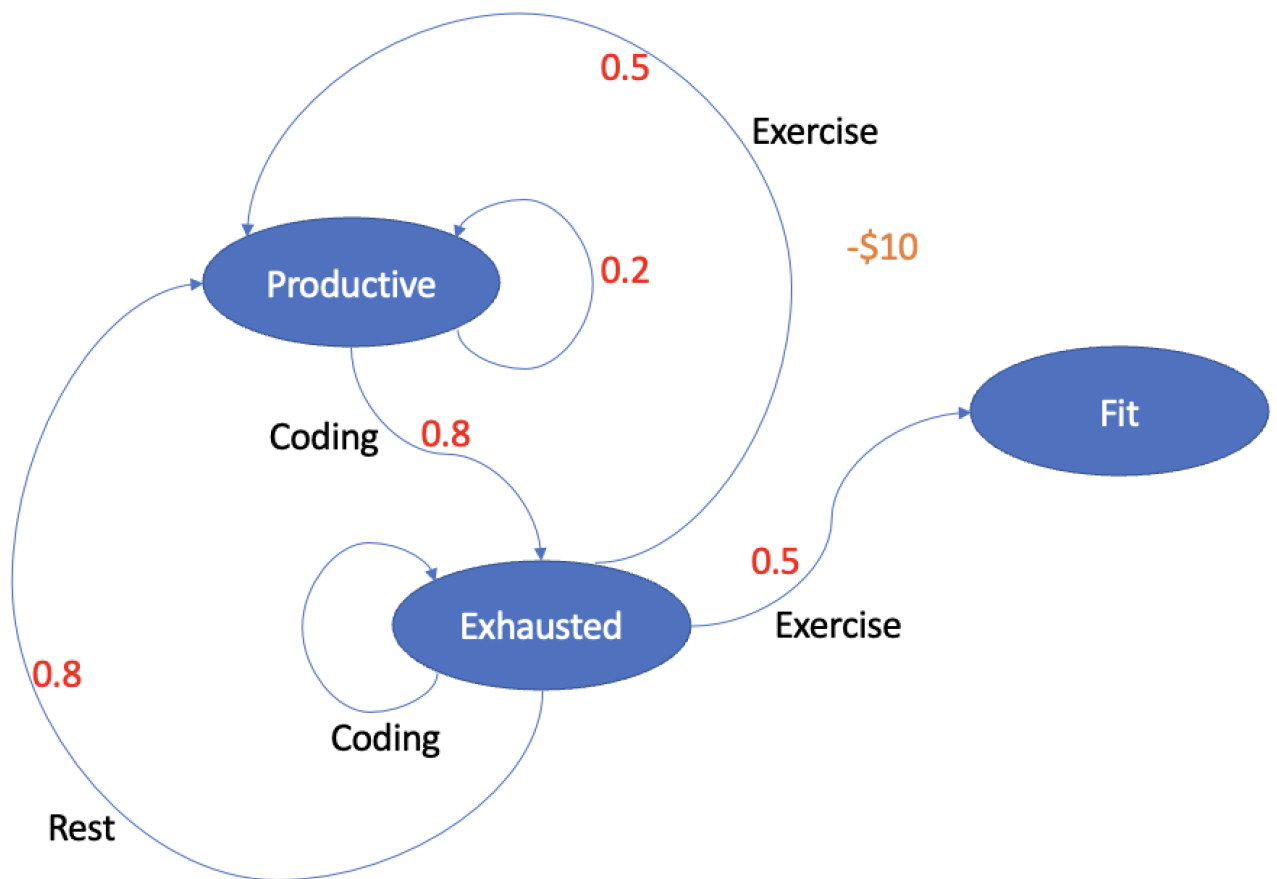 0.5
Exercise
-$10
Productive
0.2
Fit
Coding
0.8
0.5
Exhausted
Exercise
0.8
Coding
Rest